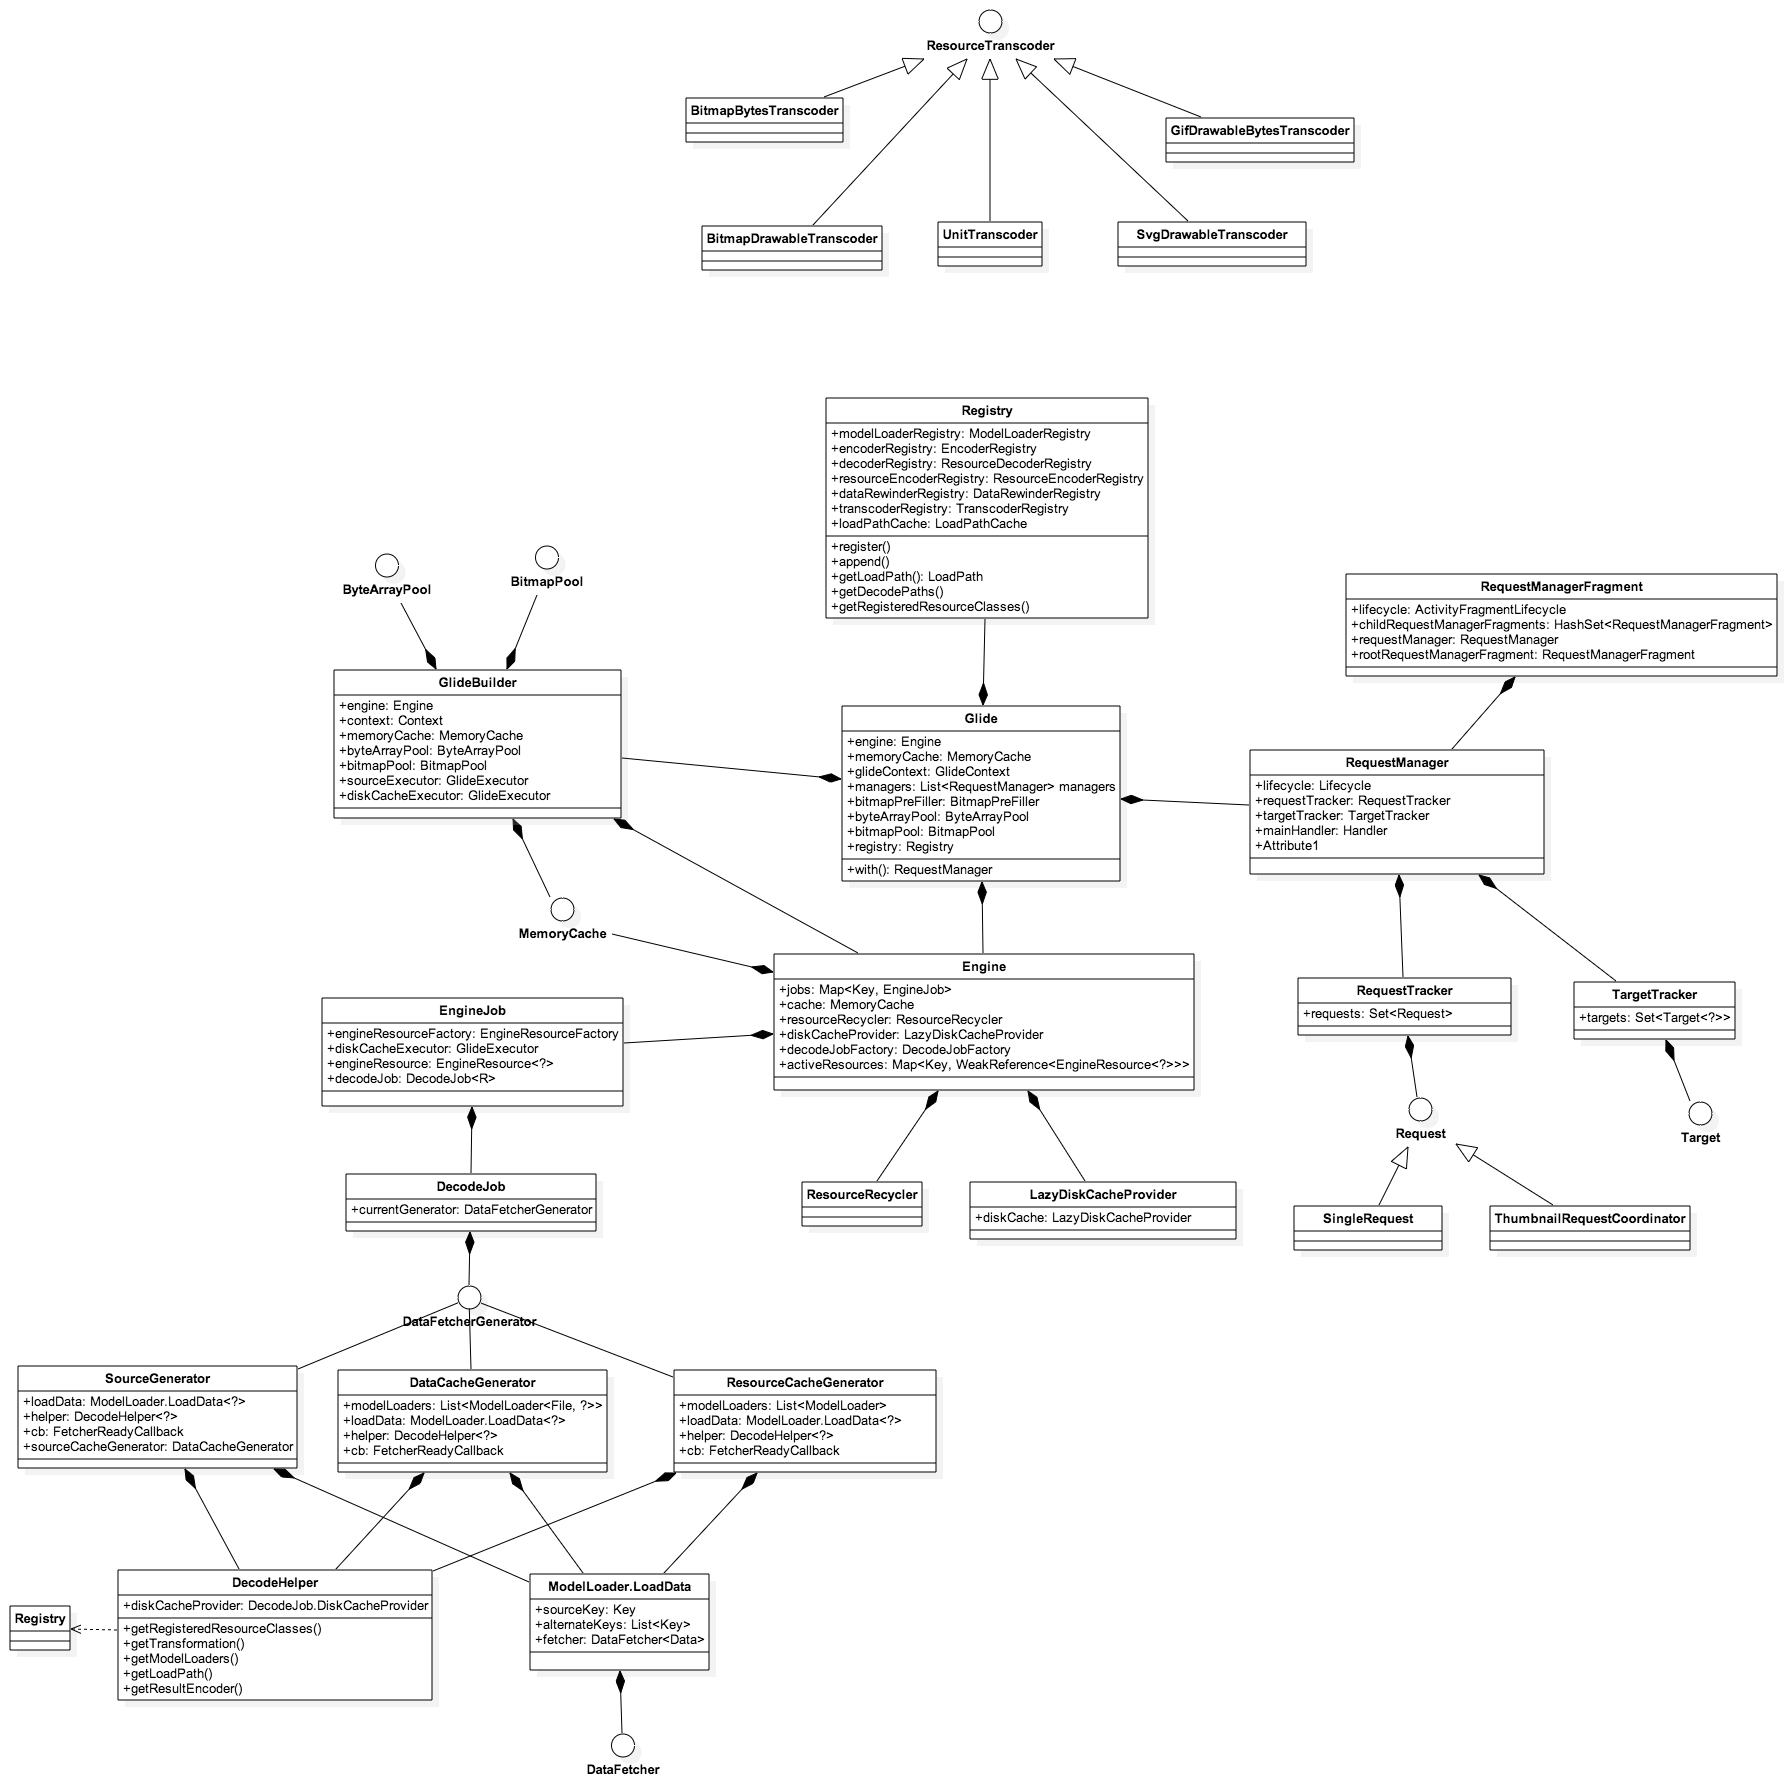 ResourceTranscoder
BitmapBytesTranscoder
GifDrawableBytesTranscoder
BitmapDrawableTranscoder
UnitTranscoder
SvgDrawableTranscoder
Registry
+modelLoaderRegistry: ModelLoaderRegistry
+encoderRegistry: EncoderRegistry
+decoderRegistry: ResourceDecoderRegistry
+resourceEncoderRegistry: ResourceEncoderRegistry
+dataRewinderRegistry: DataRewinderRegistry
+transcoderRegistry: TranscoderRegistry
+loadPathCache: LoadPathCache
+register()
+append()
+getLoadPath(): LoadPath
+getDecodePaths()
+getRegisteredResourceClasses()
ByteArrayPool
BitmapPool
RequestManagerFragment
+lifecycle: ActivityFragmentLifecycle
+childRequestManagerFragments: HashSet<RequestManagerFragment>
+requestManager: RequestManager
+rootRequestManagerFragment: RequestManagerFragment
GlideBuilder
+engine: Engine
+context: Context
+memoryCache: MemoryCache
+byteArrayPool: ByteArrayPool
+bitmapPool: BitmapPool
+sourceExecutor: GlideExecutor
+diskCacheExecutor: GlideExecutor
Glide
+engine: Engine
+memoryCache: MemoryCache
+glideContext: GlideContext
+managers: List<RequestManager> managers
+bitmapPreFiller: BitmapPreFiller
+byteArrayPool: ByteArrayPool
+bitmapPool: BitmapPool
+registry: Registry
+with(): RequestManager
RequestManager
+lifecycle: Lifecycle
+requestTracker: RequestTracker
+targetTracker: TargetTracker
+mainHandler: Handler
+Attribute1
MemoryCache
Engine
+jobs: Map<Key, EngineJob>
+cache: MemoryCache
+resourceRecycler: ResourceRecycler
+diskCacheProvider: LazyDiskCacheProvider
+decodeJobFactory: DecodeJobFactory
+activeResources: Map<Key, WeakReference<EngineResource<?>>>
EngineJob
+engineResourceFactory: EngineResourceFactory
+diskCacheExecutor: GlideExecutor
+engineResource: EngineResource<?>
+decodeJob: DecodeJob<R>
RequestTracker
+requests: Set<Request>
TargetTracker
+targets: Set<Target<?>>
Request
Target
DecodeJob
+currentGenerator: DataFetcherGenerator
ResourceRecycler
LazyDiskCacheProvider
+diskCache: LazyDiskCacheProvider
SingleRequest
ThumbnailRequestCoordinator
DataFetcherGenerator
SourceGenerator
+loadData: ModelLoader.LoadData<?>
+helper: DecodeHelper<?>
+cb: FetcherReadyCallback
+sourceCacheGenerator: DataCacheGenerator
DataCacheGenerator
+modelLoaders: List<ModelLoader<File, ?>>
+loadData: ModelLoader.LoadData<?>
+helper: DecodeHelper<?>
+cb: FetcherReadyCallback
ResourceCacheGenerator
+modelLoaders: List<ModelLoader>
+loadData: ModelLoader.LoadData<?>
+helper: DecodeHelper<?>
+cb: FetcherReadyCallback
Registry
DecodeHelper
+diskCacheProvider: DecodeJob.DiskCacheProvider
+getRegisteredResourceClasses()
+getTransformation()
+getModelLoaders()
+getLoadPath()
+getResultEncoder()
ModelLoader.LoadData
+sourceKey: Key
+alternateKeys: List<Key>
+fetcher: DataFetcher<Data>
DataFetcher